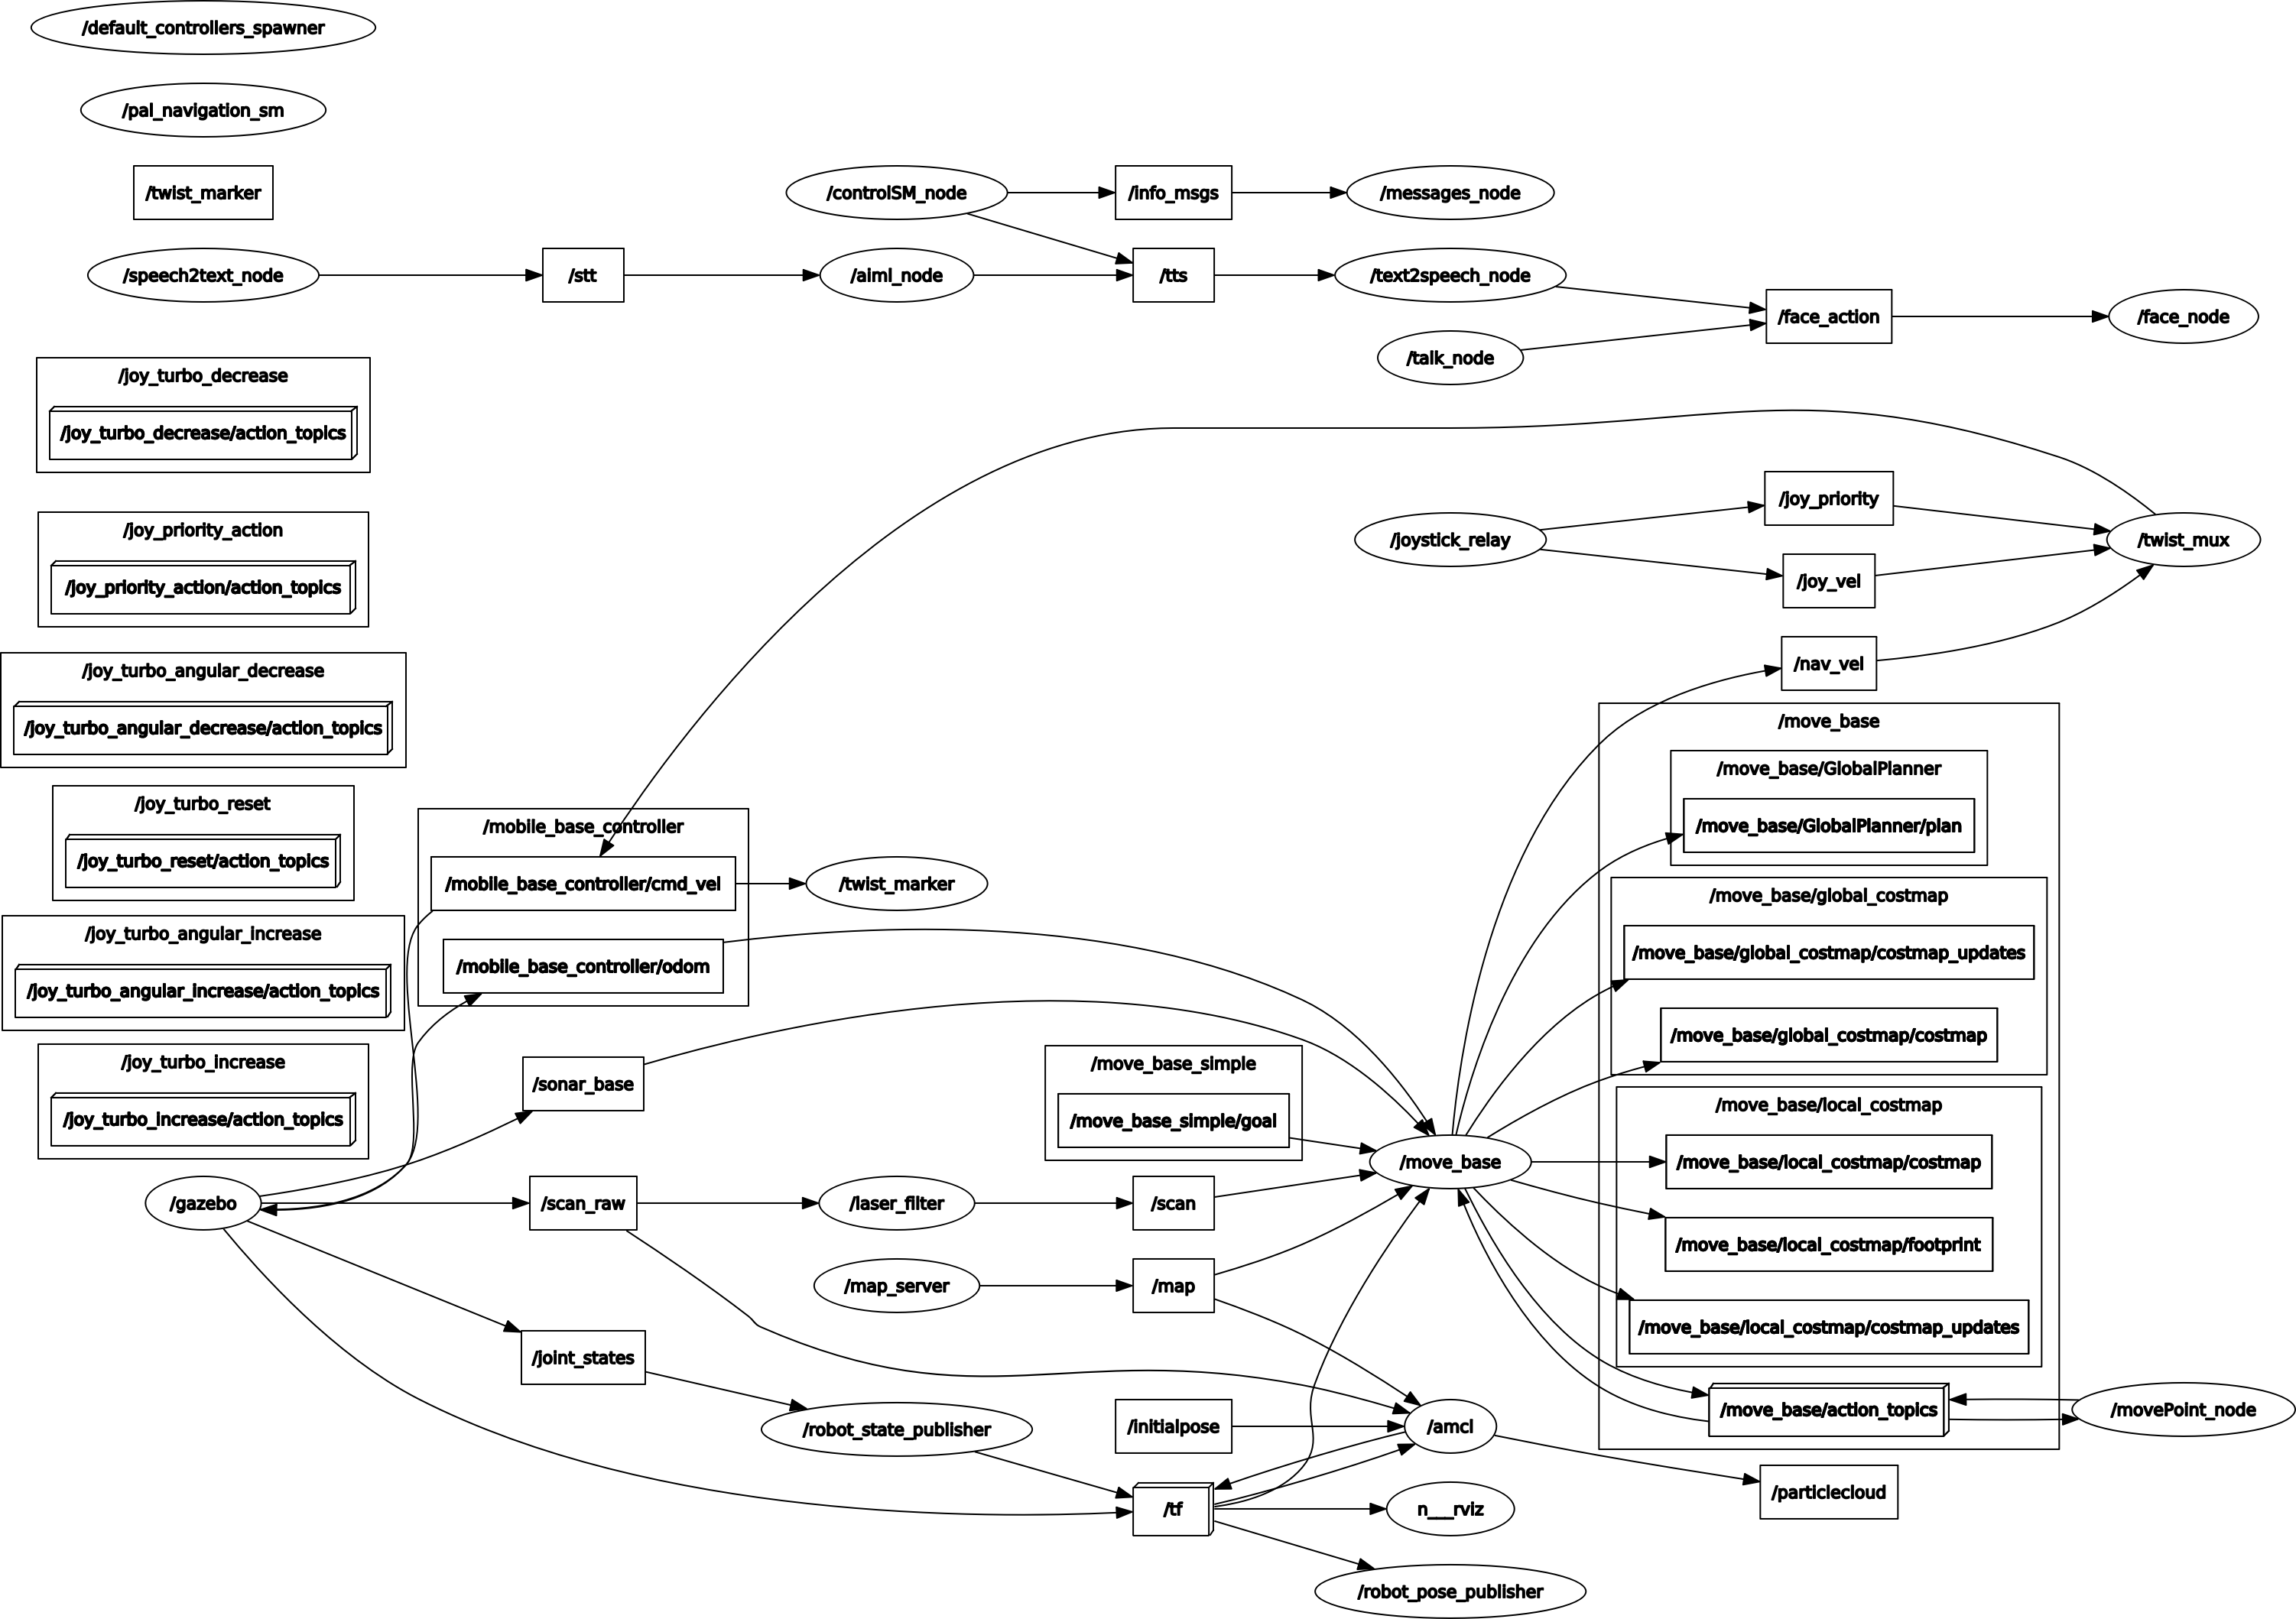 /default_controllers_spawner
/pal_navigation_sm
/twist_marker
/controlSM_node
/info_msgs
/messages_node
/speech2text_node
/stt
/aiml_node
/tts
/text2speech_node
/face_action
/face_node
/talk_node
/joy_turbo_decrease
/joy_turbo_decrease/action_topics
/joy_priority_action
/joy_priority_action/action_topics
/joystick_relay
/joy_priority
/joy_vel
/twist_mux
/nav_vel
/joy_turbo_angular_decrease
/joy_turbo_angular_decrease/action_topics
/joy_turbo_reset
/joy_turbo_reset/action_topics
/joy_turbo_angular_increase
/joy_turbo_angular_increase/action_topics
/joy_turbo_increase
/joy_turbo_increase/action_topics
/mobile_base_controller
/mobile_base_controller/cmd_vel
/mobile_base_controller/odom
/twist_marker
/move_base
/move_base/GlobalPlanner
/move_base/GlobalPlanner/plan
/move_base/global_costmap
/move_base/global_costmap/costmap_updates
/move_base/global_costmap/costmap
/move_base/local_costmap
/move_base/local_costmap/costmap
/move_base/local_costmap/footprint
/move_base/local_costmap/costmap_updates
/move_base/action_topics
/movePoint_node
/sonar_base
/move_base_simple
/move_base_simple/goal
/move_base
/gazebo
/scan_raw
/laser_filter
/scan
/map_server
/map
/joint_states
/robot_state_publisher
/initialpose
/amcl
/particlecloud
/tf
n___rviz
/robot_pose_publisher